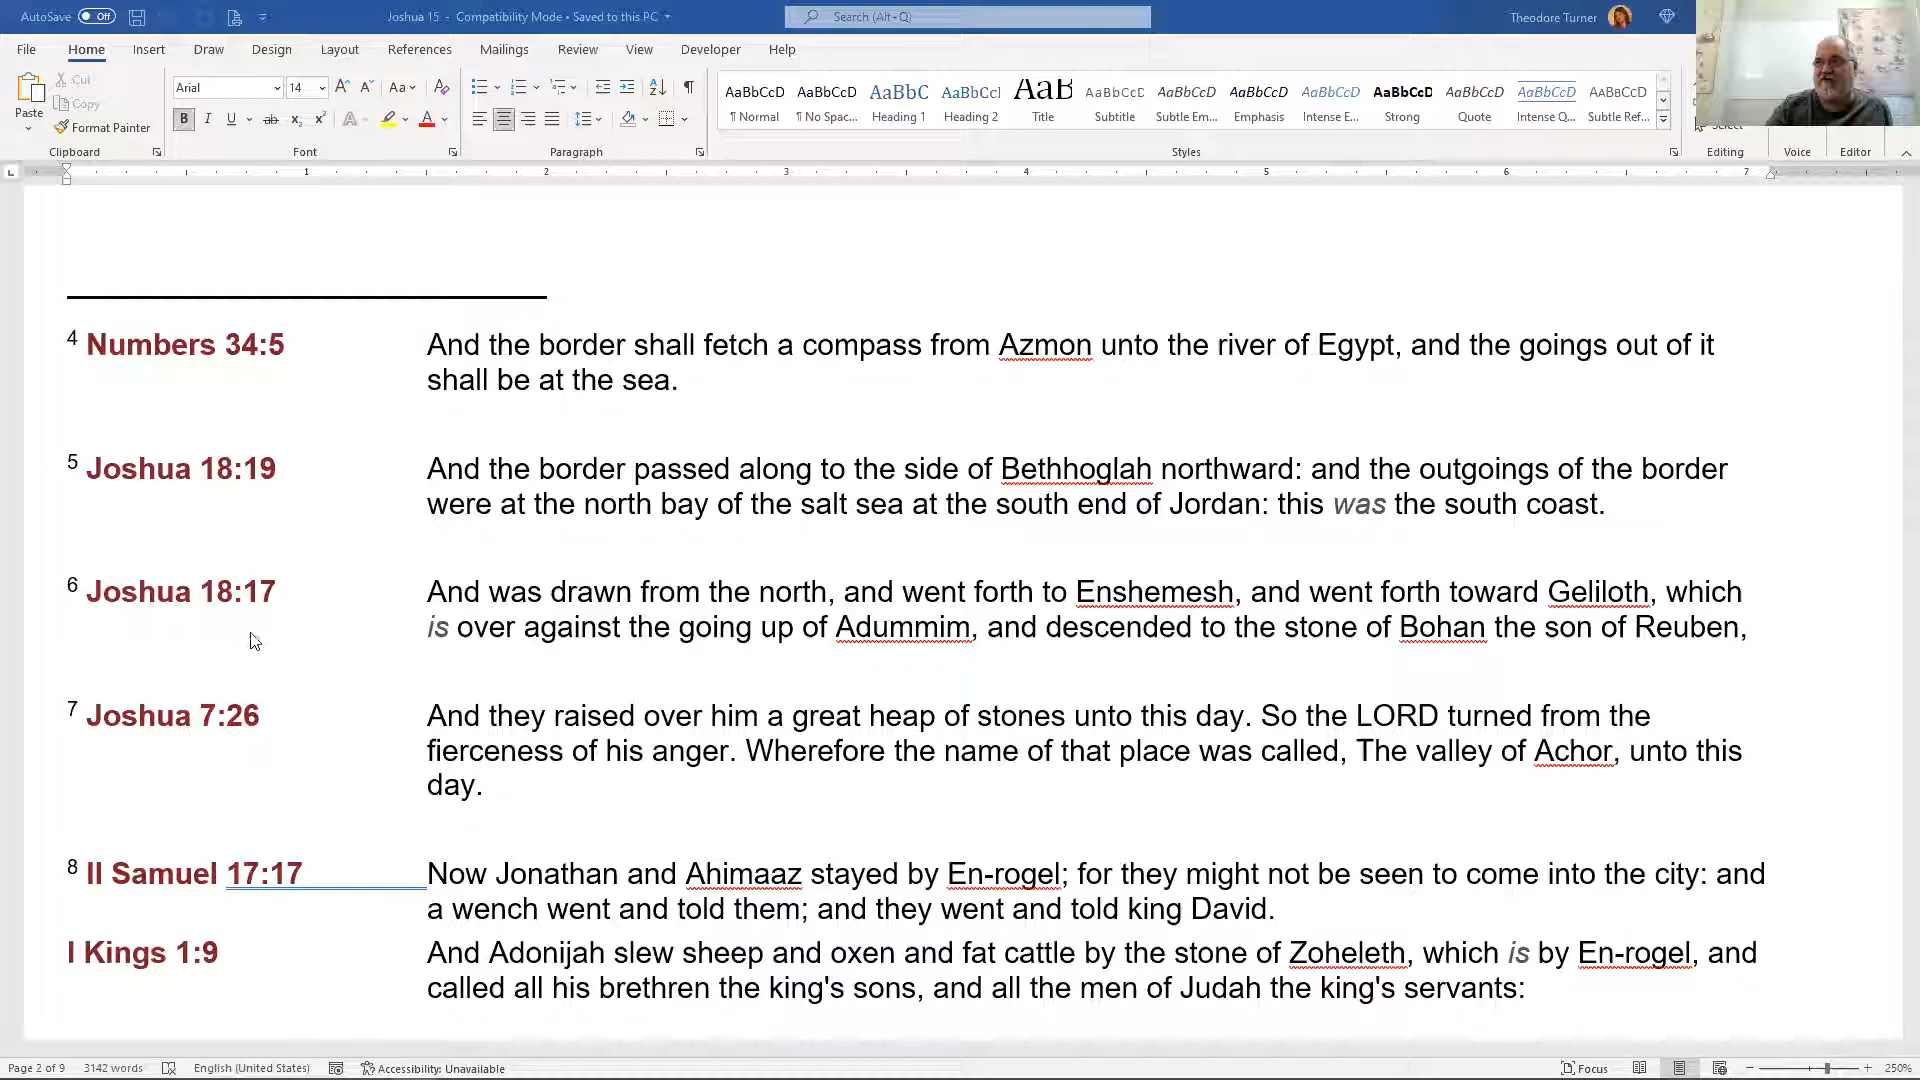 AutoSave Off Joshua 15 - Compatibility Mode • Saved to this PC Search (Alt+Q) Theodore Turner
File Home Insert Draw Design Layout References Mailings Review View Developer Help
Paste Cut Copy Format Painter
Arial 14
AaBbCcD AaBbCcD AaBbC AaBbCcI AaB AaBbCcD AaBbCcD AaBbCcD AaBbCcD AaBbCcD AaBbCcD AaBbCcD AABBCCD
¶ Normal ¶ No Spac... Heading 1 Heading 2 Title Subtitle Subtle Em... Emphasis Intense E... Strong Quote Intense Q... Subtle Ref... Select
Clipboard Font Paragraph Styles Editing Voice Editor
1 2 3 4 5 6 7
4 Numbers 34:5 And the border shall fetch a compass from Azmon unto the river of Egypt, and the goings out of it
shall be at the sea.
5 Joshua 18:19 And the border passed along to the side of Bethhoglah northward: and the outgoings of the border
were at the north bay of the salt sea at the south end of Jordan: this was the south coast.
6 Joshua 18:17 And was drawn from the north, and went forth to Enshemesh, and went forth toward Geliloth, which
is over against the going up of Adummim, and descended to the stone of Bohan the son of Reuben,
7 Joshua 7:26 And they raised over him a great heap of stones unto this day. So the LORD turned from the
fierceness of his anger. Wherefore the name of that place was called, The valley of Achor, unto this
day.
8 II Samuel 17:17 Now Jonathan and Ahimaaz stayed by En-rogel; for they might not be seen to come into the city: and
a wench went and told them; and they went and told king David.
I Kings 1:9 And Adonijah slew sheep and oxen and fat cattle by the stone of Zoheleth, which is by En-rogel, and
called all his brethren the king's sons, and all the men of Judah the king's servants:
Page 2 of 9 3142 words English (United States) Accessibility: Unavailable Focus 250%